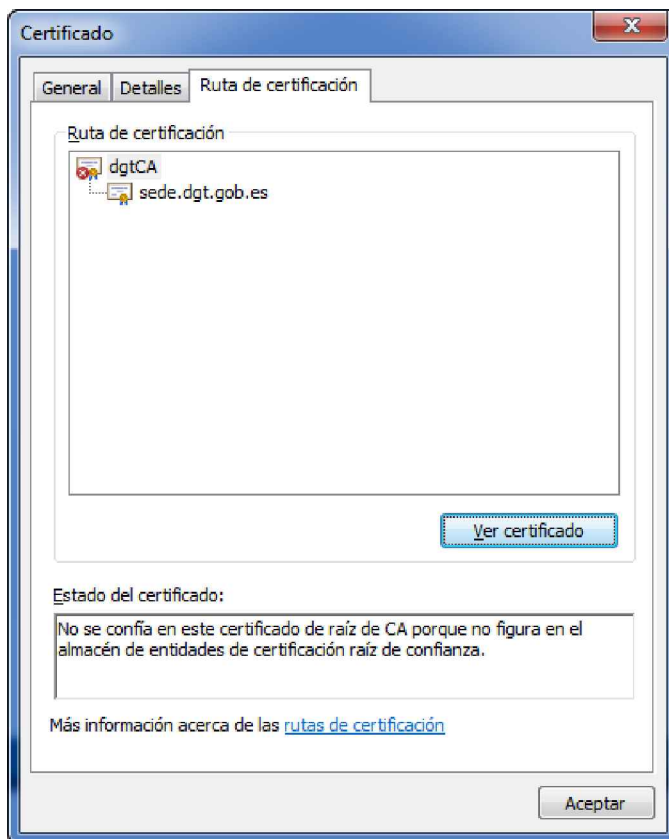 Certificado
General Detalles Ruta de certificación
Ruta de certificación
dgtCA
sede.dgt.gob.es
Ver certificado
Estado del certificado:
No se confía en este certificado de raíz de CA porque no figura en el
almacén de entidades de certificación raíz de confianza.
Más información acerca de las rutas de certificación
Aceptar